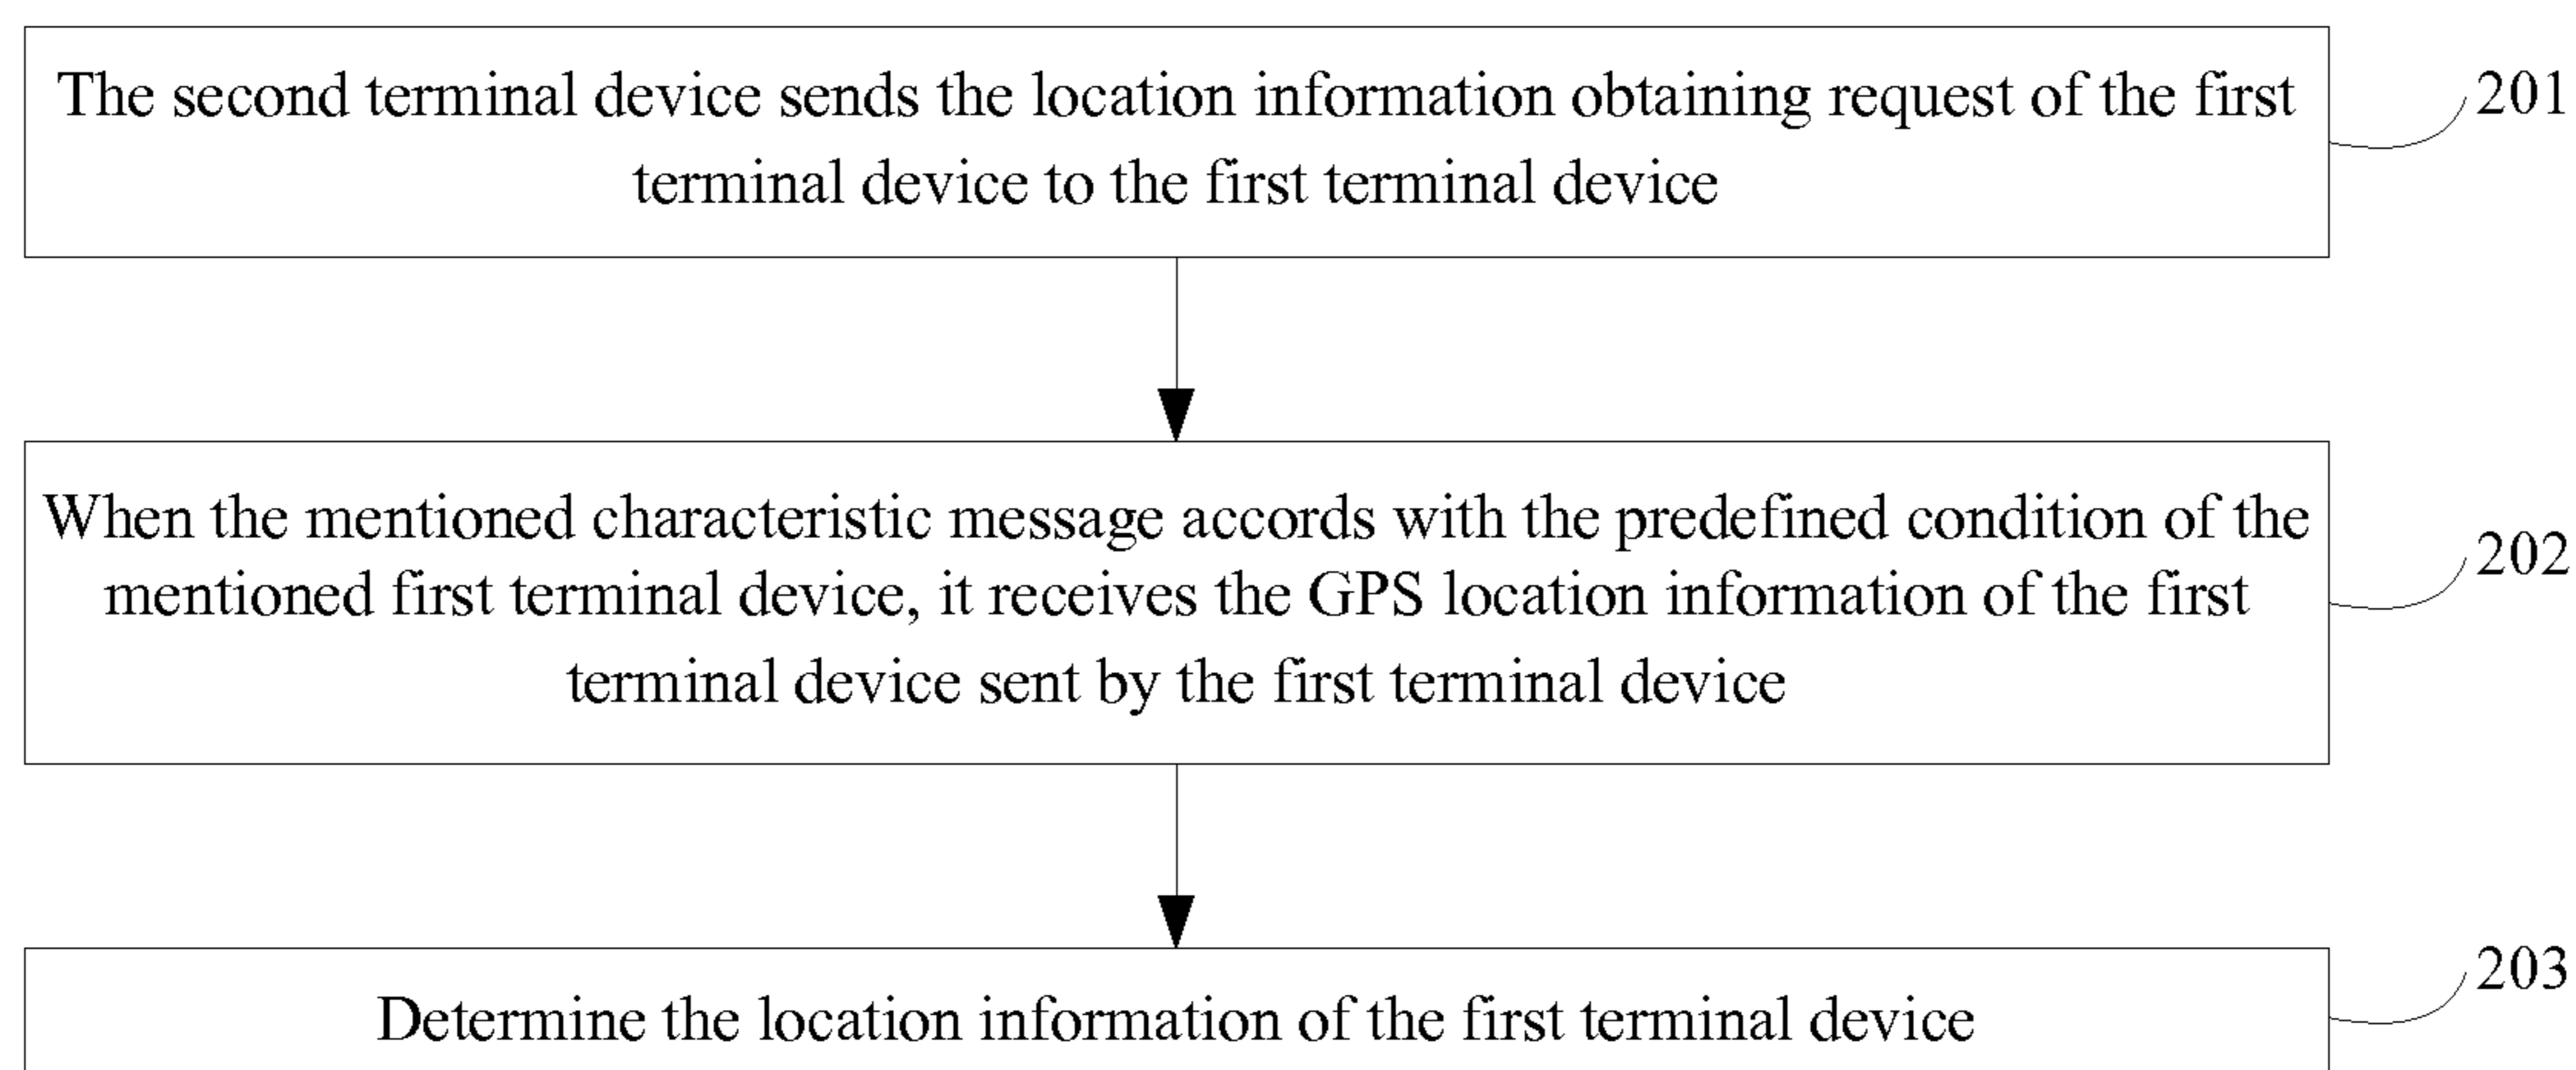 The second terminal device sends the location information obtaining request of the first
terminal device to the first terminal device
201
When the mentioned characteristic message accords with the predefined condition of the
mentioned first terminal device, it receives the GPS location information of the first
terminal device sent by the first terminal device
202
Determine the location information of the first terminal device
203